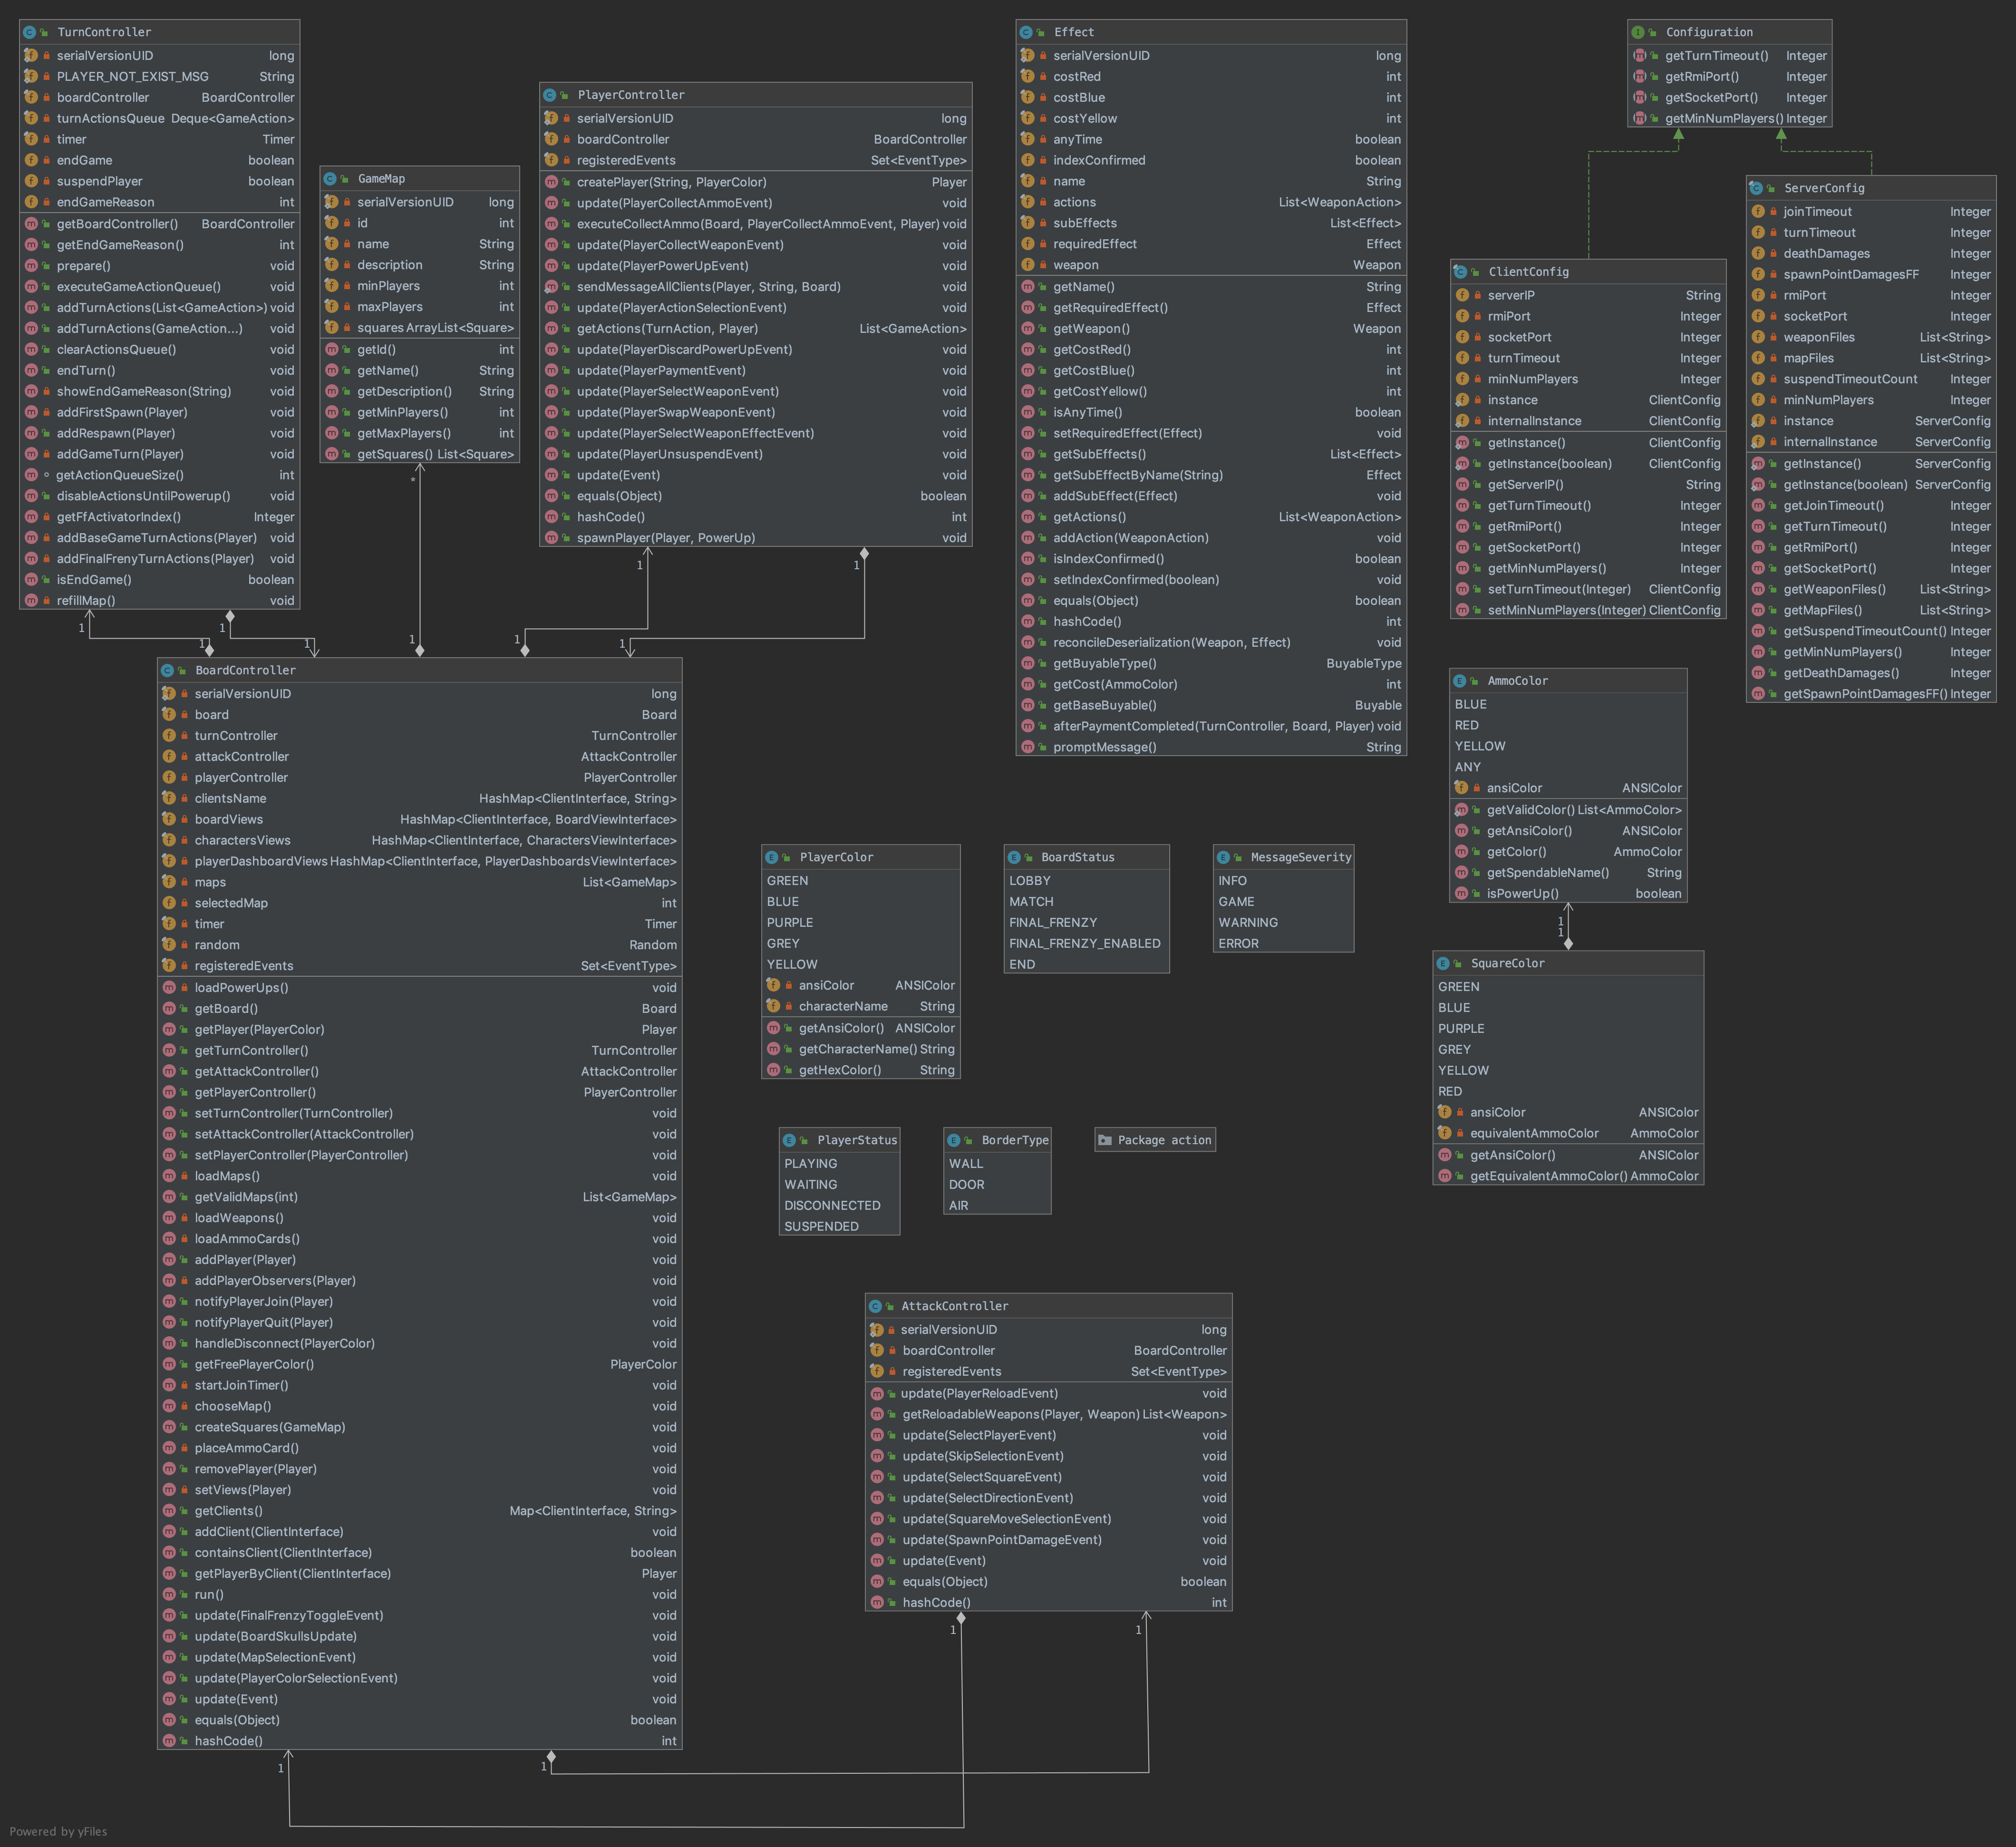 TurnController
serialVersionUID long
PLAYER_NOT_EXIST_MSG String
boardController BoardController
turnActionsQueue Deque<GameAction>
timer Timer
endGame boolean
suspendPlayer boolean
endGameReason int
getBoardController() BoardController
getEndGameReason() int
prepare() void
executeGameActionQueue() void
addTurnActions(List<GameAction>) void
addTurnActions(GameAction...) void
clearActionsQueue() void
endTurn() void
showEndGameReason(String) void
addFirstSpawn(Player) void
addRespawn(Player) void
addGameTurn(Player) void
getActionQueueSize() int
disableActionsUntilPowerup() void
getFfActivatorIndex() Integer
addBaseGameTurnActions(Player) void
addFinalFrenyTurnActions(Player) void
isEndGame() boolean
refillMap() void
GameMap
serialVersionUID long
id int
name String
description String
minPlayers int
maxPlayers int
squares ArrayList<Square>
getId() int
getName() String
getDescription() String
getMinPlayers() int
getMaxPlayers() int
getSquares() List<Square>
PlayerController
serialVersionUID long
boardController BoardController
registeredEvents Set<EventType>
createPlayer(String, PlayerColor) Player
update(PlayerCollectAmmoEvent) void
executeCollectAmmo(Board, PlayerCollectAmmoEvent, Player) void
update(PlayerCollectWeaponEvent) void
update(PlayerPowerUpEvent) void
sendMessageAllClients(Player, String, Board) void
update(PlayerActionSelectionEvent) void
getActions(TurnAction, Player) List<GameAction>
update(PlayerDiscardPowerUpEvent) void
update(PlayerPaymentEvent) void
update(PlayerSelectWeaponEvent) void
update(PlayerSwapWeaponEvent) void
update(PlayerSelectWeaponEffectEvent) void
update(PlayerUnsuspendEvent) void
update(Event) void
equals(Object) boolean
hashCode() int
spawnPlayer(Player, PowerUp) void
Effect
serialVersionUID long
costRed int
costBlue int
costYellow int
anyTime boolean
indexConfirmed boolean
name String
actions List<WeaponAction>
subEffects List<Effect>
requiredEffect Effect
weapon Weapon
getName() String
getRequiredEffect() Effect
getWeapon() Weapon
getCostRed() int
getCostBlue() int
getCostYellow() int
isAnyTime() boolean
setRequiredEffect(Effect) void
getSubEffects() List<Effect>
getSubEffectByName(String) Effect
addSubEffect(Effect) void
getActions() List<WeaponAction>
addAction(WeaponAction) void
isIndexConfirmed() boolean
setIndexConfirmed(boolean) void
equals(Object) boolean
hashCode() int
reconcileDeserialization(Weapon, Effect) void
getBuyableType() BuyableType
getCost(AmmoColor) int
getBaseBuyable() Buyable
afterPaymentCompleted(TurnController, Board, Player) void
promptMessage() String
Configuration
getTurnTimeout() Integer
getRmiPort() Integer
getSocketPort() Integer
getMinNumPlayers() Integer
ClientConfig
serverIP String
rmiPort Integer
socketPort Integer
turnTimeout Integer
minNumPlayers Integer
instance ClientConfig
internalInstance ClientConfig
getInstance() ClientConfig
getInstance(boolean) ClientConfig
getServerIP() String
getTurnTimeout() Integer
getRmiPort() Integer
getSocketPort() Integer
getMinNumPlayers() Integer
setTurnTimeout(Integer) ClientConfig
setMinNumPlayers(Integer) ClientConfig
ServerConfig
joinTimeout Integer
turnTimeout Integer
deathDamages Integer
spawnPointDamagesFF Integer
rmiPort Integer
socketPort Integer
weaponFiles List<String>
mapFiles List<String>
suspendTimeoutCount Integer
minNumPlayers Integer
instance ServerConfig
internalInstance ServerConfig
getInstance() ServerConfig
getInstance(boolean) ServerConfig
getJoinTimeout() Integer
getTurnTimeout() Integer
getRmiPort() Integer
getSocketPort() Integer
getWeaponFiles() List<String>
getMapFiles() List<String>
getSuspendTimeoutCount() Integer
getMinNumPlayers() Integer
getDeathDamages() Integer
getSpawnPointDamagesFF() Integer
*
1
1
1
1
1
1
1
1
1
BoardController
serialVersionUID long
board Board
turnController TurnController
attackController AttackController
playerController PlayerController
clientsName HashMap<ClientInterface, String>
boardViews HashMap<ClientInterface, BoardViewInterface>
charactersViews HashMap<ClientInterface, CharactersViewInterface>
playerDashboardViews HashMap<ClientInterface, PlayerDashboardsViewInterface>
maps List<GameMap>
selectedMap int
timer Timer
random Random
registeredEvents Set<EventType>
loadPowerUps() void
getBoard() Board
getPlayer(PlayerColor) Player
getTurnController() TurnController
getAttackController() AttackController
getPlayerController() PlayerController
setTurnController(TurnController) void
setAttackController(AttackController) void
setPlayerController(PlayerController) void
loadMaps() void
getValidMaps(int) List<GameMap>
loadWeapons() void
loadAmmoCards() void
addPlayer(Player) void
addPlayerObservers(Player) void
notifyPlayerJoin(Player) void
notifyPlayerQuit(Player) void
handleDisconnect(PlayerColor) void
getFreePlayerColor() PlayerColor
startJoinTimer() void
chooseMap() void
createSquares(GameMap) void
placeAmmoCard() void
removePlayer(Player) void
setViews(Player) void
getClients() Map<ClientInterface, String>
addClient(ClientInterface) void
containsClient(ClientInterface) boolean
getPlayerByClient(ClientInterface) Player
run() void
update(FinalFrenzyToggleEvent) void
update(BoardSkullsUpdate) void
update(MapSelectionEvent) void
update(PlayerColorSelectionEvent) void
update(Event) void
equals(Object) boolean
hashCode() int
AmmoColor
BLUE
RED
YELLOW
ANY
ansiColor ANSIColor
getValidColor() List<AmmoColor>
getAnsiColor() ANSIColor
getColor() AmmoColor
getSpendableName() String
isPowerUp() boolean
1
1
SquareColor
GREEN
BLUE
PURPLE
GREY
YELLOW
RED
ansiColor ANSIColor
equivalentAmmoColor AmmoColor
getAnsiColor() ANSIColor
getEquivalentAmmoColor() AmmoColor
PlayerColor
GREEN
BLUE
PURPLE
GREY
YELLOW
ansiColor ANSIColor
characterName String
getAnsiColor() ANSIColor
getCharacterName() String
getHexColor() String
BoardStatus
LOBBY
MATCH
FINAL_FRENZY
FINAL_FRENZY_ENABLED
END
MessageSeverity
INFO
GAME
WARNING
ERROR
PlayerStatus
PLAYING
WAITING
DISCONNECTED
SUSPENDED
BorderType
WALL
DOOR
AIR
Package action
AttackController
serialVersionUID long
boardController BoardController
registeredEvents Set<EventType>
update(PlayerReloadEvent) void
getReloadableWeapons(Player, Weapon) List<Weapon>
update(SelectPlayerEvent) void
update(SkipSelectionEvent) void
update(SelectSquareEvent) void
update(SelectDirectionEvent) void
update(SquareMoveSelectionEvent) void
update(SpawnPointDamageEvent) void
update(Event) void
equals(Object) boolean
hashCode() int
1
1
1
1
Powered by yFiles